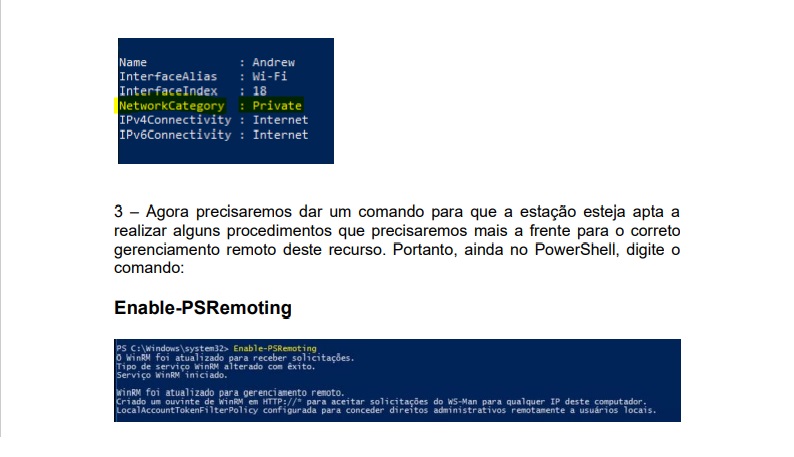 Name : Andrew
InterfaceAlias : Wi-Fi
InterfaceIndex : 18
NetworkCategory : Private
IPv4Connectivity : Internet
IPv6Connectivity : Internet
3 – Agora precisaremos dar um comando para que a estação esteja apta a
realizar alguns procedimentos que precisaremos mais a frente para o correto
gerenciamento remoto deste recurso. Portanto, ainda no PowerShell, digite o
comando:
Enable-PSRemoting
PS C:\Windows\system32> Enable-PSRemoting
O WinRM foi atualizado para receber solicitações.
Tipo de serviço WinRM alterado com êxito.
Serviço WinRM iniciado.
WinRM foi atualizado para gerenciamento remoto.
Criado um ouvinte de WinRM em HTTP://* para aceitar solicitações do WS-Man para qualquer IP deste computador.
LocalAccountTokenFilterPolicy configurada para conceder direitos administrativos remotamente a usuários locais.